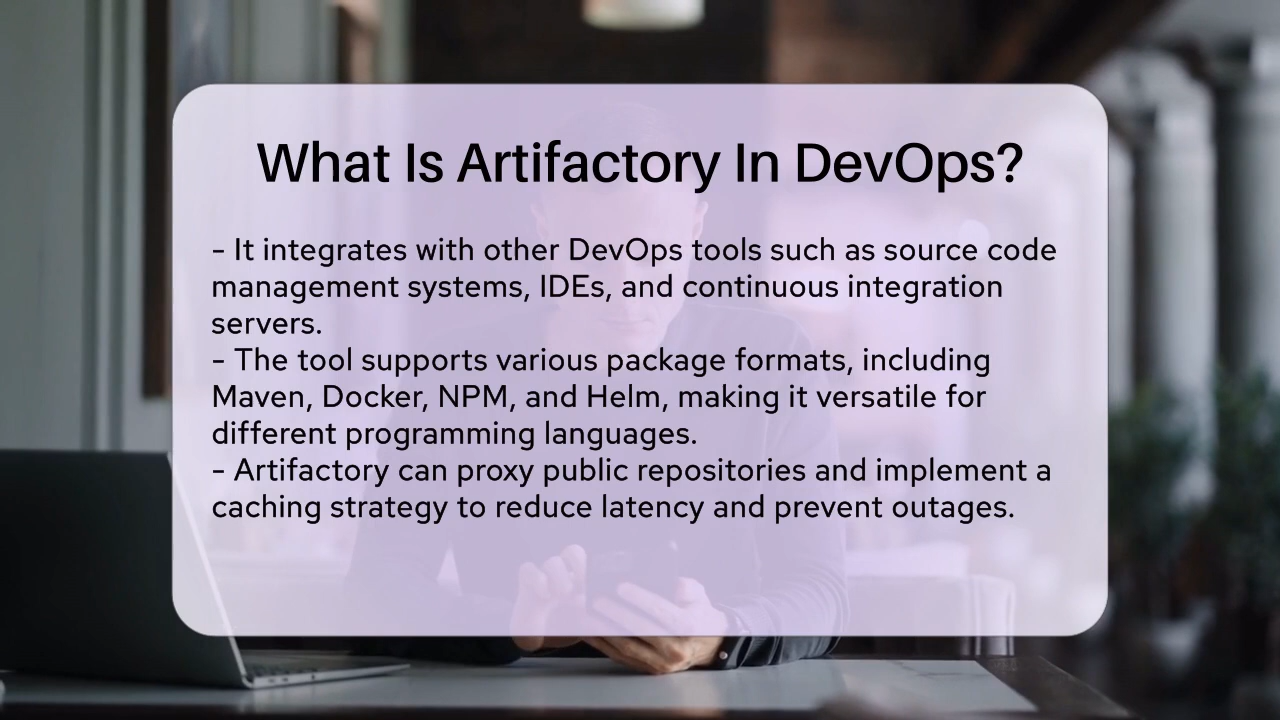 What Is Artifactory In DevOps?
– It integrates with other DevOps tools such as source code
management systems, IDEs, and continuous integration
servers.
– The tool supports various package formats, including
Maven, Docker, NPM, and Helm, making it versatile for
different programming languages.
– Artifactory can proxy public repositories and implement a
caching strategy to reduce latency and prevent outages.